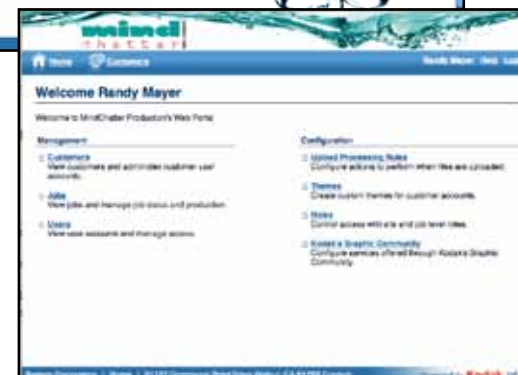 mind
chatter
Home Customers
Randy Mayer Help
Welcome Randy Mayer
Welcome to MindChatter Production's Web Portal
Management
Customers
View customers and administer customer user
accounts.
Jobs
View jobs and manage job status and production.
Users
View user accounts and manage access.
Configuration
Upload Processing Rules
Configure actions to perform when files are uploaded.
Themes
Create custom themes for customer accounts.
Roles
Control access with site and job level roles.
Kodak's Graphic Community
Configure services offered through Kodak's Graphic
Community.
Home
Kodak